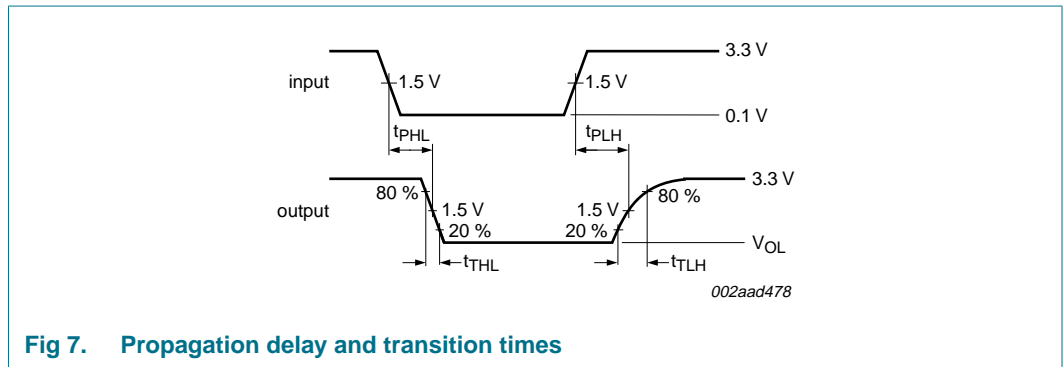 3.3 V
input
1.5 V
1.5 V
0.1 V
tPHL
tPLH
3.3 V
80 %
80 %
output
1.5 V
1.5 V
20 %
20 %
VOL
tTHL
tTLH
002aad478
Fig 7. Propagation delay and transition times